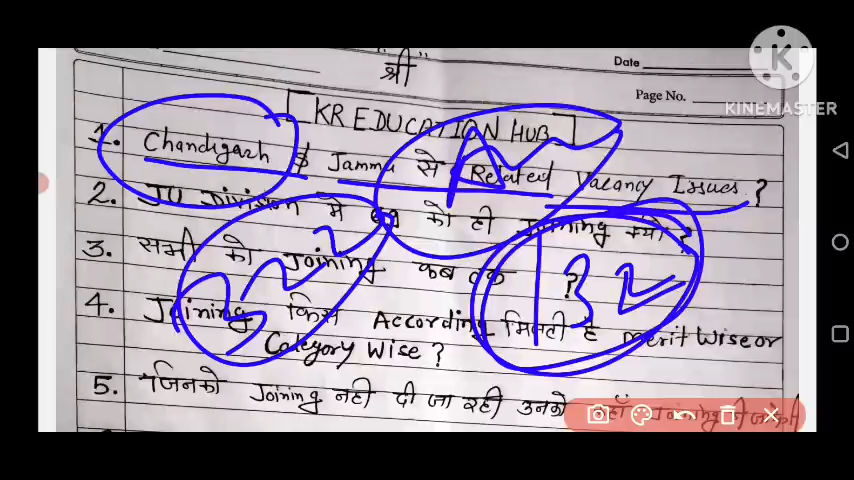 "श्री"
Date
Page No.
KINEMASTER
[KR EDUCATION HUB]
1. Chandigarh & Jammu से Related Vacancy Issues ?
2. JU Division मे को ही Joining क्यों ?
3. सभी को Joining कब तक ?
4. Joining किस According मिलती है merit Wise or
Category Wise ?
5. जिनको Joining नही दी जा रही उनको